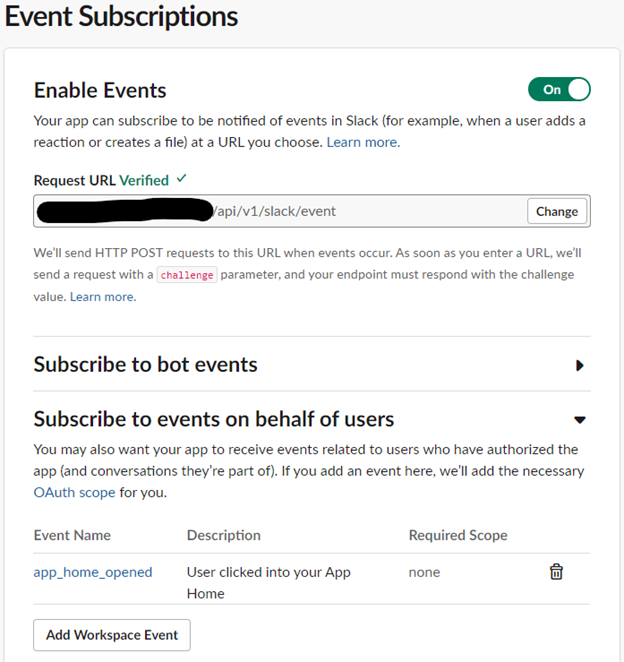 Event Subscriptions
Enable Events
On
Your app can subscribe to be notified of events in Slack (for example, when a user adds a
reaction or creates a file) at a URL you choose. Learn more.
Request URL Verified ✓
/api/v1/slack/event
Change
We’ll send HTTP POST requests to this URL when events occur. As soon as you enter a URL, we’ll
send a request with a challenge parameter, and your endpoint must respond with the challenge
value. Learn more.
Subscribe to bot events
Subscribe to events on behalf of users
You may also want your app to receive events related to users who have authorized the
app (and conversations they’re part of). If you add an event here, we’ll add the necessary
OAuth scope for you.
Event Name Description Required Scope
app_home_opened User clicked into your App none
Home
Add Workspace Event